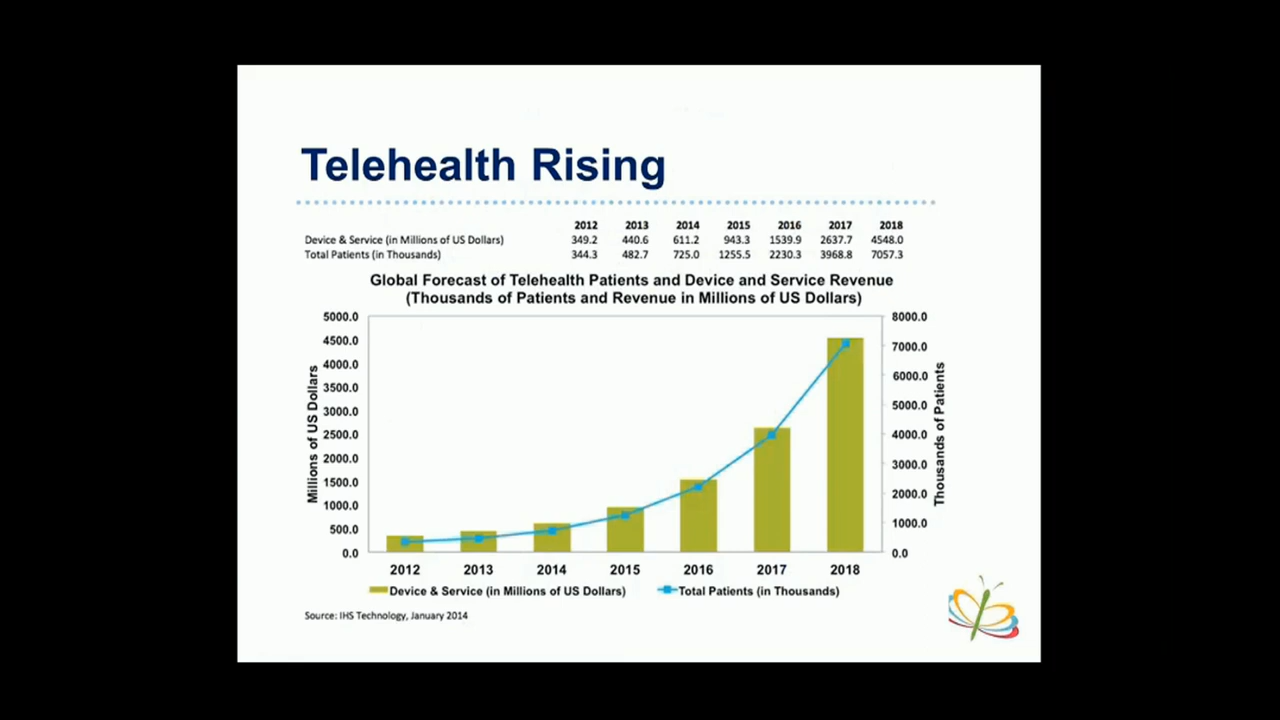 Telehealth Rising
2012 2013 2014 2015 2016 2017 2018
Device & Service (in Millions of US Dollars) 349.2 440.6 611.2 943.3 1539.9 2637.7 4548.0
Total Patients (in Thousands) 344.3 482.7 725.0 1255.5 2230.3 3968.8 7057.3
Global Forecast of Telehealth Patients and Device and Service Revenue
(Thousands of Patients and Revenue in Millions of US Dollars)
Millions of US Dollars
5000.0
4500.0
4000.0
3500.0
3000.0
2500.0
2000.0
1500.0
1000.0
500.0
0.0
8000.0
7000.0
6000.0
5000.0
4000.0
3000.0
2000.0
1000.0
0.0
Thousands of Patients
2012 2013 2014 2015 2016 2017 2018
Device & Service (in Millions of US Dollars) Total Patients (in Thousands)
Source: IHS Technology, January 2014